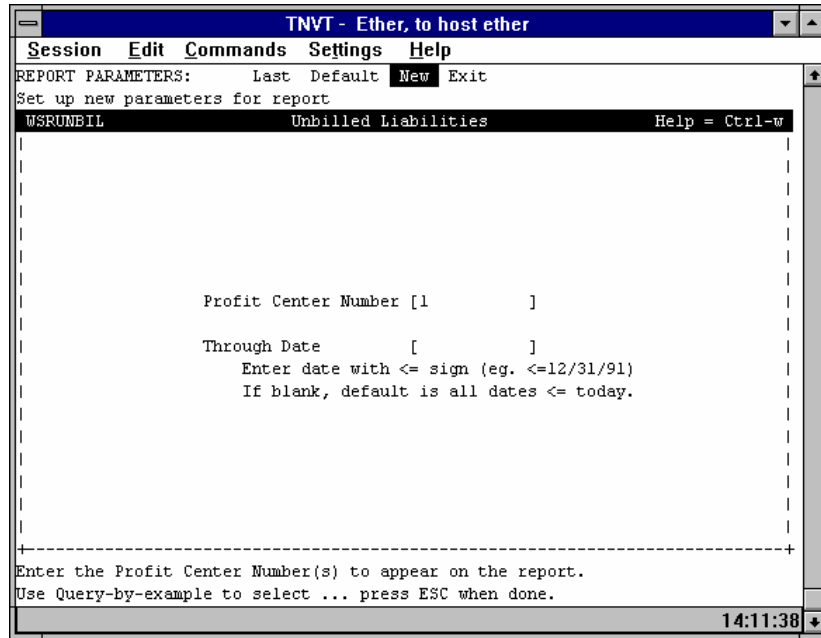 TNVT - Ether, to host ether
Session Edit Commands Settings Help
REPORT PARAMETERS: Last Default New Exit
Set up new parameters for report
WSRUNBIL Unbilled Liabilities Help = Ctrl-w
Profit Center Number [1 ]
Through Date [ ]
Enter date with <= sign (eg. <=12/31/91)
If blank, default is all dates <= today.
Enter the Profit Center Number(s) to appear on the report.
Use Query-by-example to select ... press ESC when done.
14:11:38